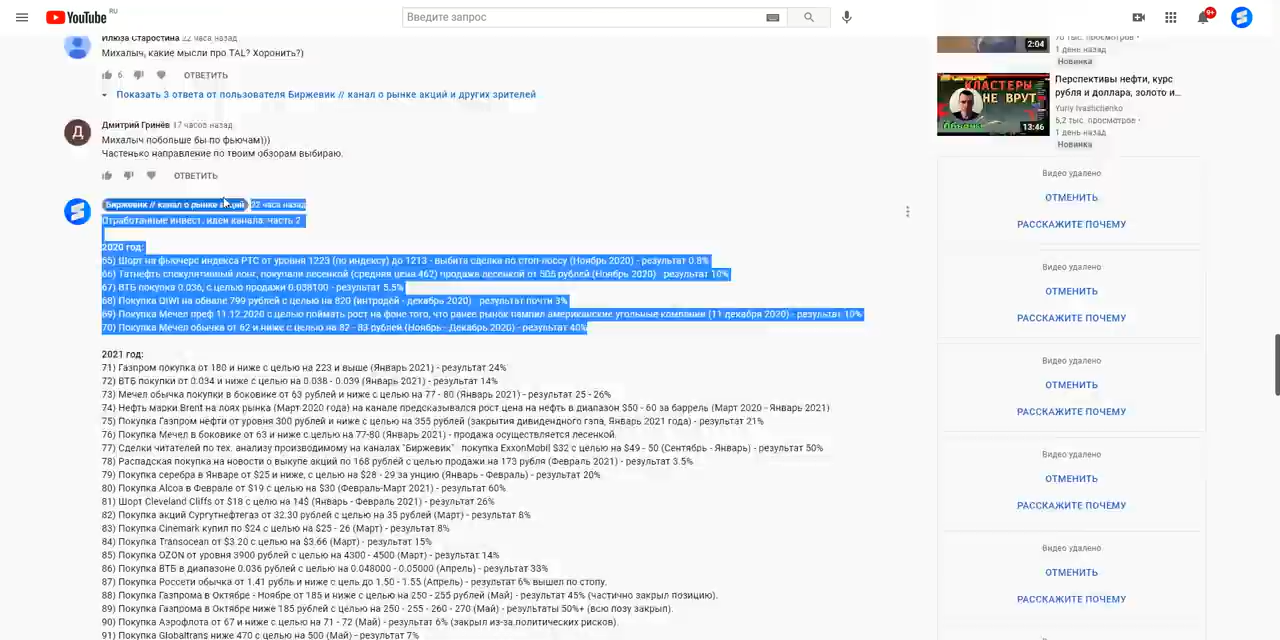 YouTube RU
Введите запрос
9+
Илюза Старостина 22 часа назад
Михалыч, какие мысли про TAL? Хоронить?)
6 ОТВЕТИТЬ
Показать 3 ответа от пользователя Биржевик // канал о рынке акций и других зрителей
Д
Дмитрий Гринёв 17 часов назад
Михалыч побольше бы по фьючам)))
Частенько направление по твоим обзорам выбираю.
ОТВЕТИТЬ
Биржевик // канал о рынке акций 22 часа назад
Отработанные инвест. идеи канала: часть 2
2020 год:
65) Шорт на фьючерс индекса РТС от уровня 1223 (по индексу) до 1213 - выбита сделка по стоп-лоссу (Ноябрь 2020) - результат 0.8%
66) Татнефть спекулятивный лонг, покупали лесенкой (средняя цена 462) продажа лесенкой от 505 рублей (Ноябрь 2020) - результат 10%
67) ВТБ покупка 0.036, с целью продажи 0.038100 - результат 5.5%
68) Покупка QIWI на обвале 799 рублей с целью на 820 (интродей - декабрь 2020) - результат почти 3%
69) Покупка Мечел преф 11.12.2020 с целью поймать рост на фоне того, что ранее рынок пампил американские угольные компании (11 декабря 2020) - результат 10%
70) Покупка Мечел обычка от 62 и ниже с целью на 82 - 83 рублей (Ноябрь - Декабрь 2020) - результат 40%
2021 год:
71) Газпром покупка от 180 и ниже с целью на 223 и выше (Январь 2021) - результат 24%
72) ВТБ покупки от 0.034 и ниже с целью на 0.038 - 0.039 (Январь 2021) - результат 14%
73) Мечел обычка покупки в боковике от 63 рублей и ниже с целью на 77 - 80 (Январь 2021) - результат 25 - 26%
74) Нефть марки Brent на лоях рынка (Март 2020 года) на канале предсказывался рост цена на нефть в диапазон $50 - 60 за баррель (Март 2020 - Январь 2021)
75) Покупка Газпром нефти от уровня 300 рублей и ниже с целью на 355 рублей (закрытия дивидендного гэпа, Январь 2021 года) - результат 21%
76) Покупка Мечел в боковике от 63 и ниже с целью на 77-80 (Январь 2021) - продажа осуществляется лесенкой.
77) Сделки читателей по тех. анализу производимому на каналах "Биржевик" покупка ExxonMobil $32 с целью на $49 - 50 (Сентябрь - Январь) - результат 50%
78) Распадская покупка на новости о выкупе акций по 168 рублей с целью продажи на 173 рубля (Февраль 2021) - результат 3.5%
79) Покупка серебра в Январе от $25 и ниже, с целью на $28 - 29 за унцию (Январь - Февраль) - результат 20%
80) Покупка Alcoa в Феврале от $19 с целью на $30 (Февраль-Март 2021) - результат 60%
81) Шорт Cleveland Cliffs от $18 с целю на 14$ (Январь - Февраль 2021) - результат 26%
82) Покупка акций Сургутнефтегаз от 32.30 рублей с целью на 35 рублей (Март) - результат 8%
83) Покупка Cinemark купил по $24 с целью на $25 - 26 (Март) - результат 8%
84) Покупка Transocean от $3.20 с целью на $3.66 (Март) - результат 15%
85) Покупка OZON от уровня 3900 рублей с целью на 4300 - 4500 (Март) - результат 14%
86) Покупка ВТБ в диапазоне 0.036 рублей с целью на 0.048000 - 0.05000 (Апрель) - результат 33%
87) Покупка Россети обычка от 1.41 рубль и ниже с цель до 1.50 - 1.55 (Апрель) - результат 6% вышел по стопу.
88) Покупка Газпрома в Октябре - Ноябре от 185 и ниже с целью на 250 - 255 рублей (Май) - результат 45% (частично закрыл позицию).
89) Покупка Газпрома в Октябре ниже 185 рублей с целью на 250 - 255 - 260 - 270 (Май) - результаты 50%+ (всю позу закрыл).
90) Покупка Аэрофлота от 67 и ниже с целью на 71 - 72 (Май) - результат 6% (закрыл из-за политических рисков).
91) Покупка Globaltrans ниже 470 с целью на 500 (Май) - результат 7%
2:04
70 тыс. просмотров •
1 день назад
Новинка
КЛАСТЕРЫ
НЕ ВРУТ
13:46
Перспективы нефти, курс
рубля и доллара, золото и...
Yuriy Ivashchenko
6,2 тыс. просмотров •
1 день назад
Новинка
Видео удалено
ОТМЕНИТЬ
РАССКАЖИТЕ ПОЧЕМУ
Видео удалено
ОТМЕНИТЬ
РАССКАЖИТЕ ПОЧЕМУ
Видео удалено
ОТМЕНИТЬ
РАССКАЖИТЕ ПОЧЕМУ
Видео удалено
ОТМЕНИТЬ
РАССКАЖИТЕ ПОЧЕМУ
Видео удалено
ОТМЕНИТЬ
РАССКАЖИТЕ ПОЧЕМУ